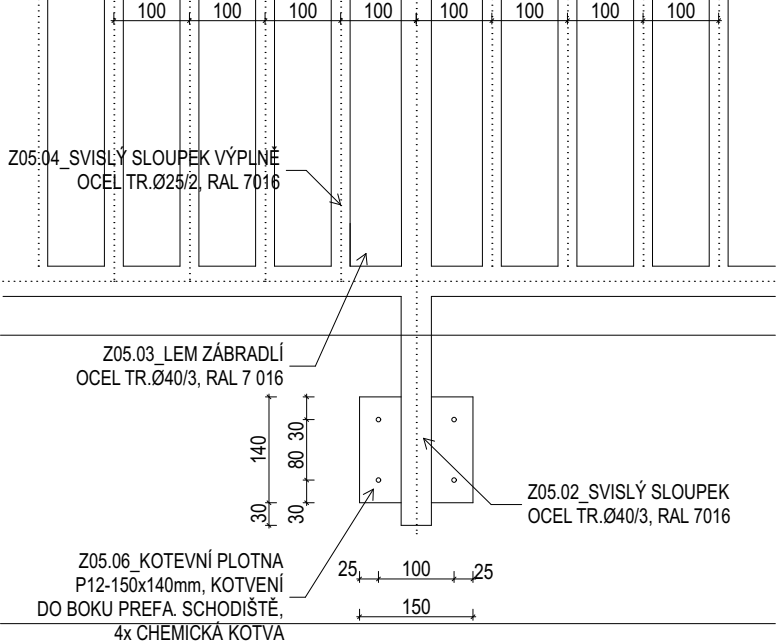 100 100 100 100 100 100 100 100
Z05.04_SVISLÝ SLOUPEK VÝPLNĚ
OCEL TR.Ø25/2, RAL 7016
Z05.03_LEM ZÁBRADLÍ
OCEL TR.Ø40/3, RAL 7 016
140
30
30
80
30
Z05.02_SVISLÝ SLOUPEK
OCEL TR.Ø40/3, RAL 7016
Z05.06_KOTEVNÍ PLOTNA
P12-150x140mm, KOTVENÍ
DO BOKU PREFA. SCHODIŠTĚ,
4x CHEMICKÁ KOTVA
25 100 25
150